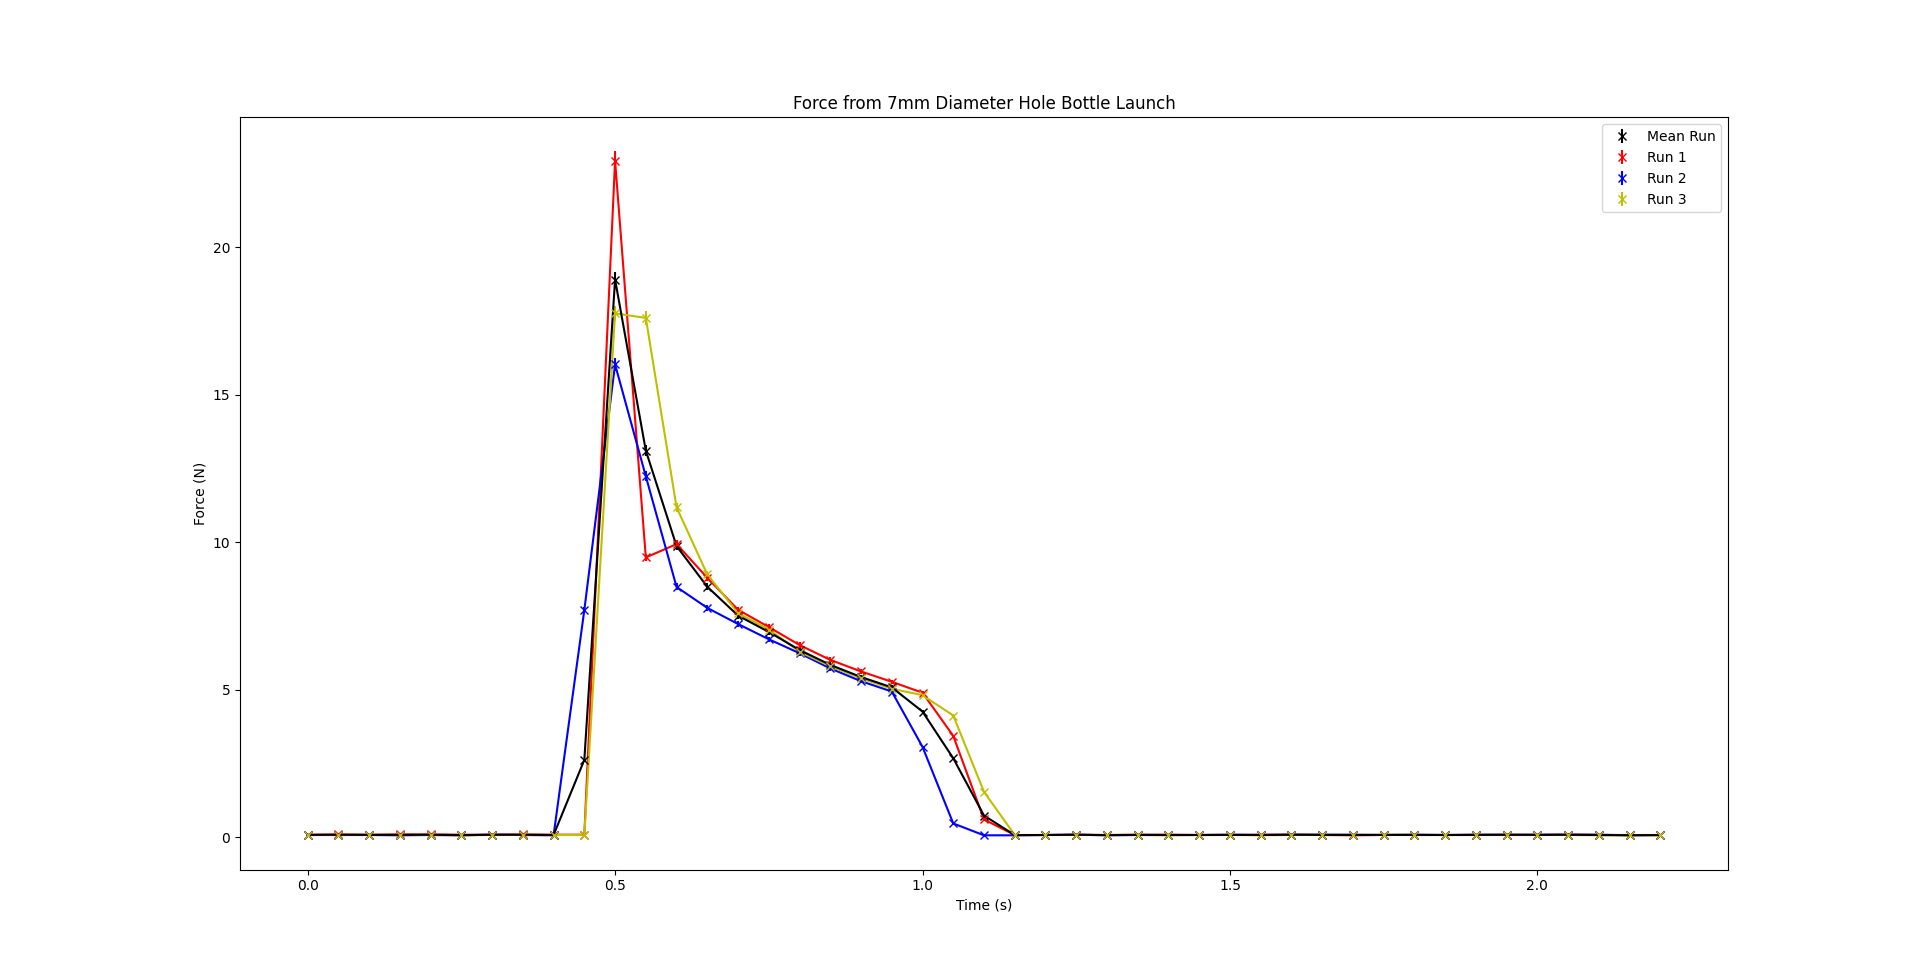 Force from 7mm Diameter Hole Bottle Launch
Mean Run
Run 1
Run 2
Run 3
Force (N)
20
15
10
5
0
0.0
0.5
1.0
1.5
2.0
Time (s)